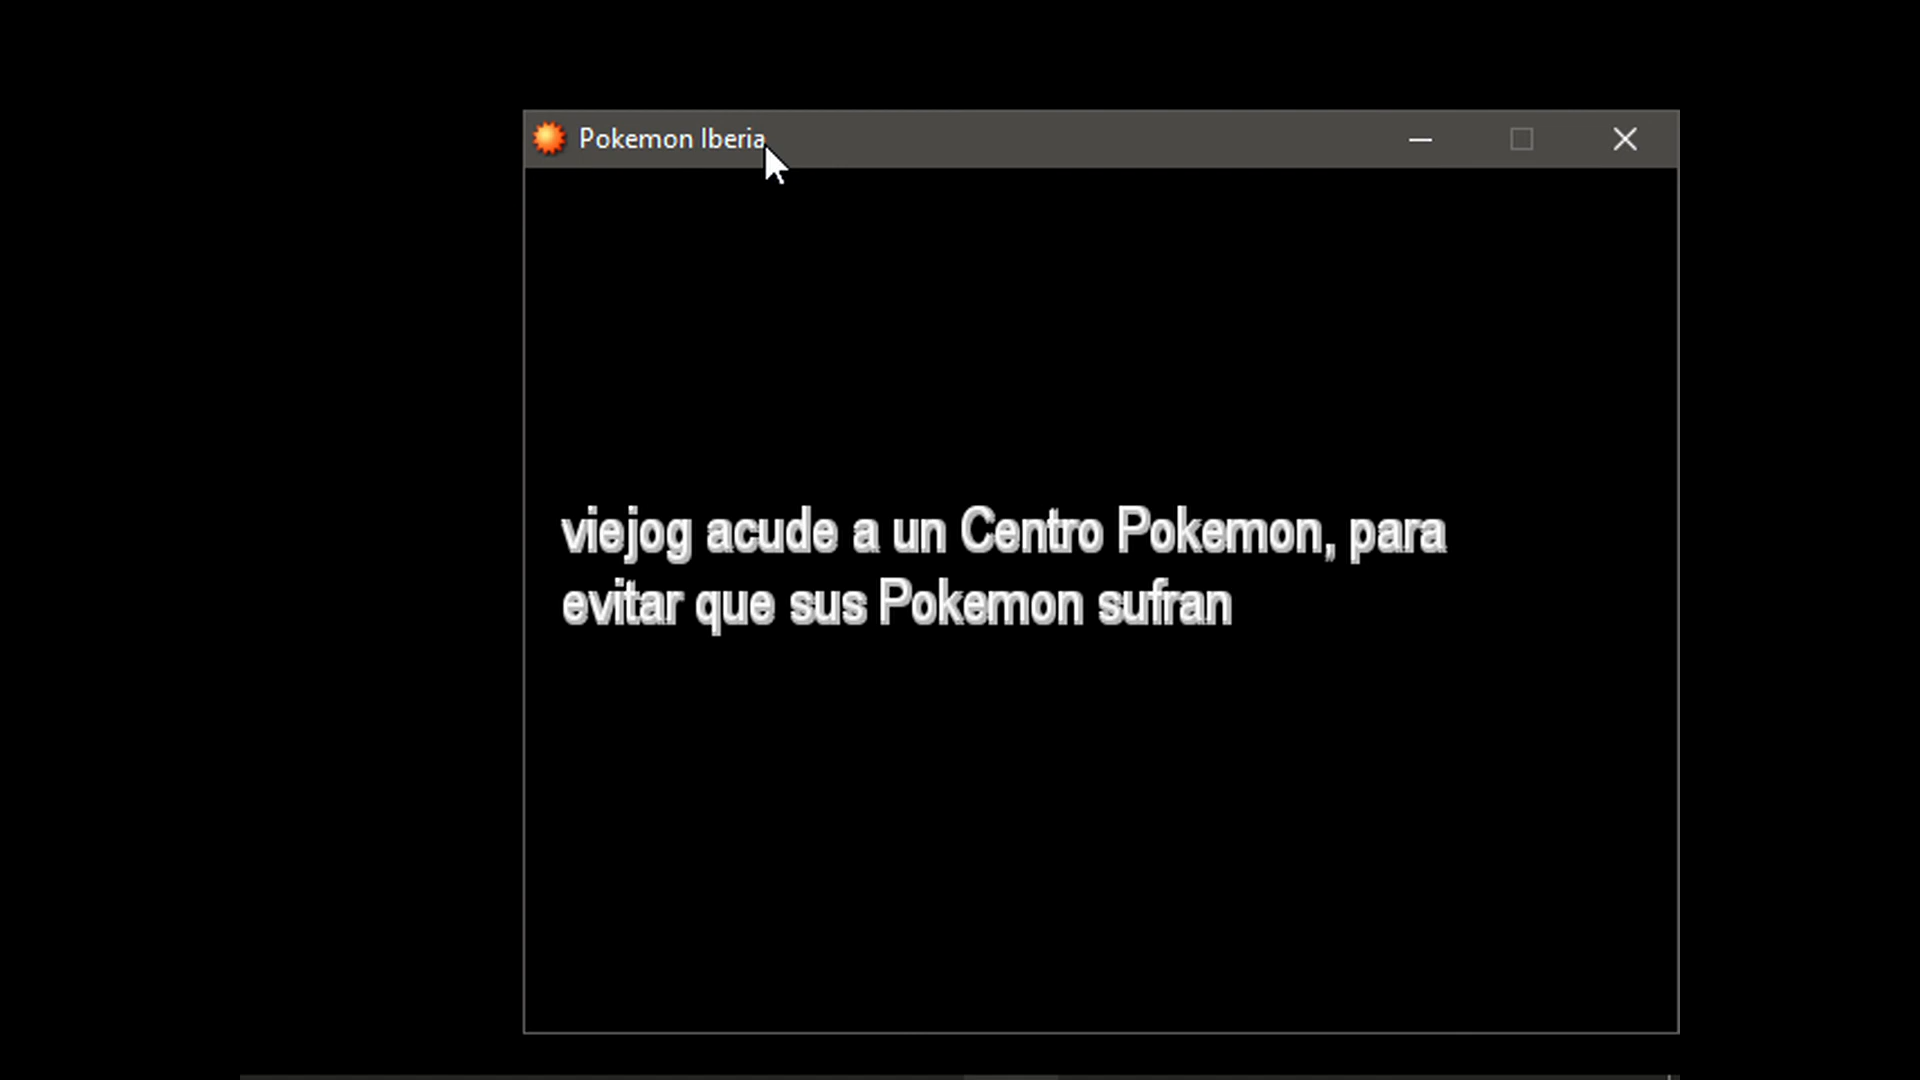 Pokemon Iberia
viejog acude a un Centro Pokemon, para
evitar que sus Pokemon sufran